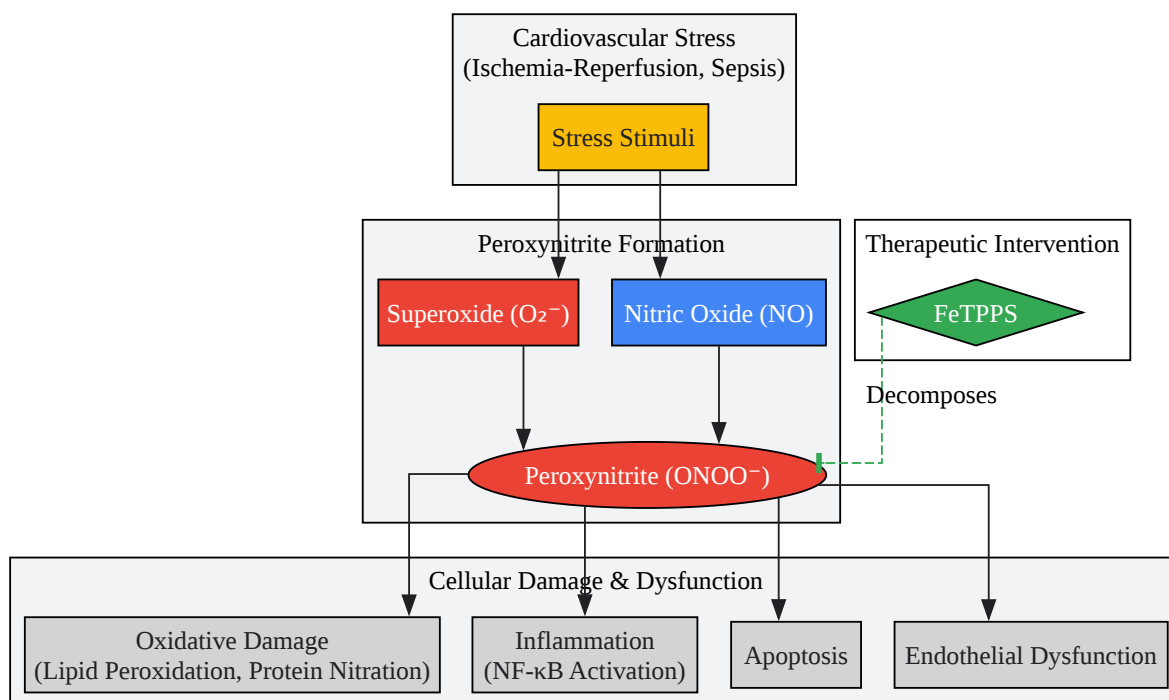 Cardiovascular Stress
(Ischemia-Reperfusion, Sepsis)
Stress Stimuli
Peroxynitrite Formation
Therapeutic Intervention
Superoxide (O₂⁻)
Nitric Oxide (NO)
FeTPPS
Decomposes
Peroxynitrite (ONOO⁻)
Cellular Damage & Dysfunction
Oxidative Damage
(Lipid Peroxidation, Protein Nitration)
Inflammation
(NF-κB Activation)
Apoptosis
Endothelial Dysfunction